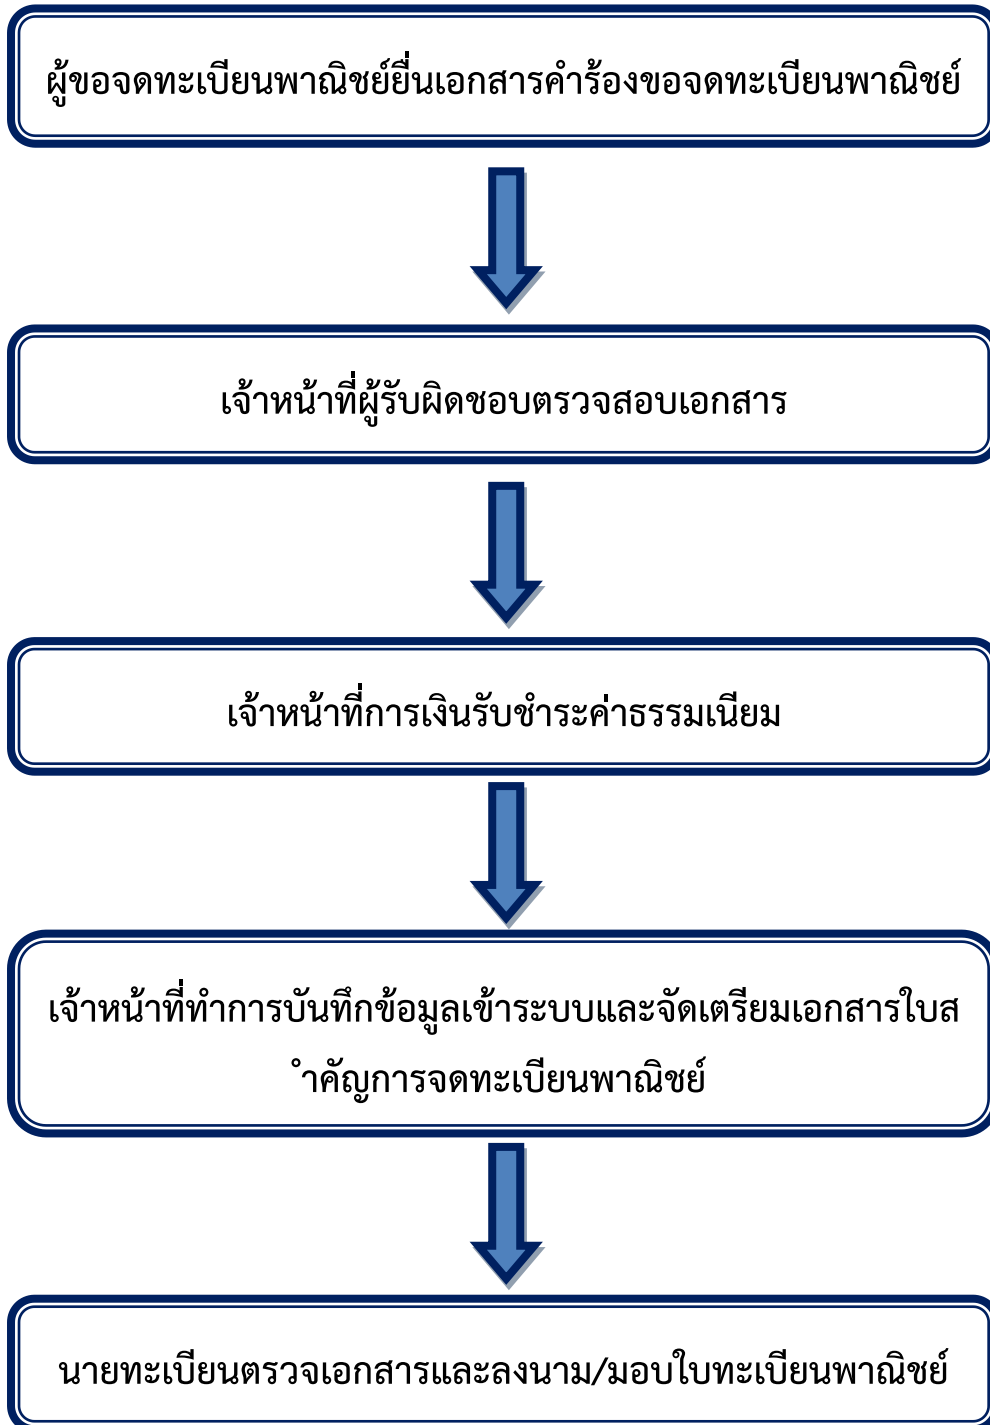 ผู้ขอจดทะเบียนพาณิชย์ยื่นเอกสารคำร้องขอจดทะเบียนพาณิชย์
เจ้าหน้าที่ผู้รับผิดชอบตรวจสอบเอกสาร
เจ้าหน้าที่การเงินรับชำระค่าธรรมเนียม
เจ้าหน้าที่ทำการบันทึกข้อมูลเข้าระบบและจัดเตรียมเอกสารใบส
ำคัญการจดทะเบียนพาณิชย์
นายทะเบียนตรวจเอกสารและลงนาม/มอบใบทะเบียนพาณิชย์